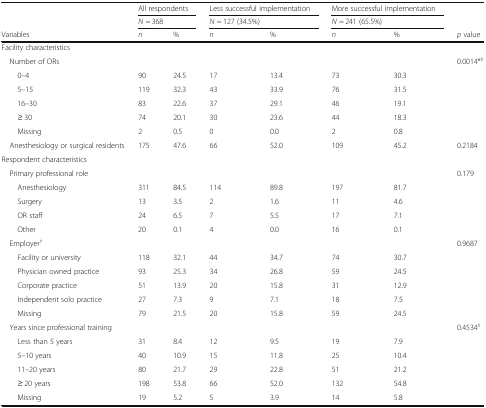 All respondents Less successful implementation More successful implementation
N = 368 N = 127 (34.5%) N = 241 (65.5%)
Variables n % n % n % p value
Facility characteristics
Number of ORs 0.0014*‡
0–4 90 24.5 17 13.4 73 30.3
5–15 119 32.3 43 33.9 76 31.5
16–30 83 22.6 37 29.1 46 19.1
≥ 30 74 20.1 30 23.6 44 18.3
Missing 2 0.5 0 0.0 2 0.8
Anesthesiology or surgical residents 175 47.6 66 52.0 109 45.2 0.2184
Respondent characteristics
Primary professional role 0.179
Anesthesiology 311 84.5 114 89.8 197 81.7
Surgery 13 3.5 2 1.6 11 4.6
OR staff 24 6.5 7 5.5 17 7.1
Other 20 0.1 4 0.0 16 0.1
Employer† 0.9687
Facility or university 118 32.1 44 34.7 74 30.7
Physician owned practice 93 25.3 34 26.8 59 24.5
Corporate practice 51 13.9 20 15.8 31 12.9
Independent solo practice 27 7.3 9 7.1 18 7.5
Missing 79 21.5 20 15.8 59 24.5
Years since professional training 0.4534‡
Less than 5 years 31 8.4 12 9.5 19 7.9
5–10 years 40 10.9 15 11.8 25 10.4
11–20 years 80 21.7 29 22.8 51 21.2
≥ 20 years 198 53.8 66 52.0 132 54.8
Missing 19 5.2 5 3.9 14 5.8